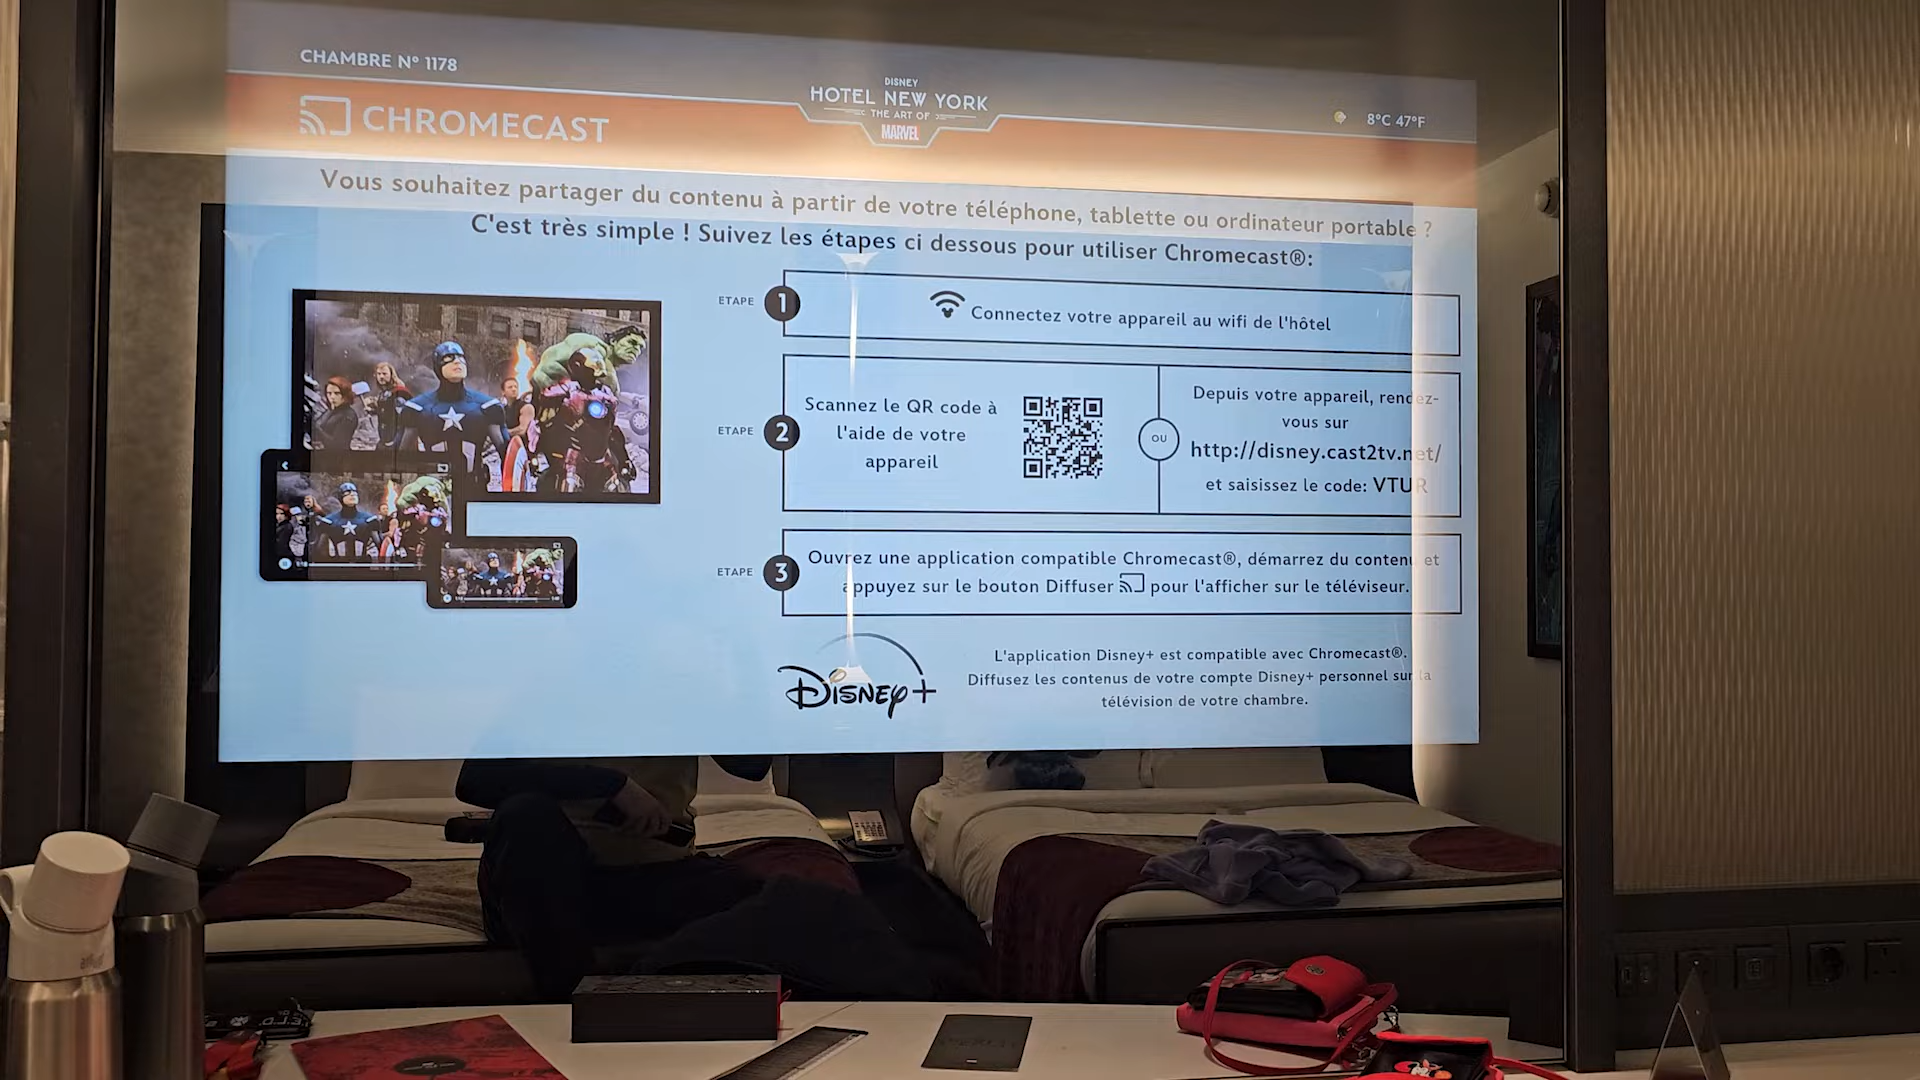 CHAMBRE N° 1178
CHROMECAST
DISNEY
HOTEL NEW YORK
THE ART OF
MARVEL
8°C 47°F
Vous souhaitez partager du contenu à partir de votre téléphone, tablette ou ordinateur portable ?
C'est très simple ! Suivez les étapes ci dessous pour utiliser Chromecast®:
ETAPE 1
Connectez votre appareil au wifi de l'hôtel
ETAPE 2
Scannez le QR code à
l'aide de votre
appareil
OU
Depuis votre appareil, rendez-
vous sur
http://disney.cast2tv.net/
et saisissez le code: VTUR
ETAPE 3
Ouvrez une application compatible Chromecast®, démarrez du contenu et
appuyez sur le bouton Diffuser pour l'afficher sur le téléviseur.
Disney+
L'application Disney+ est compatible avec Chromecast®.
Diffusez les contenus de votre compte Disney+ personnel sur la
télévision de votre chambre.